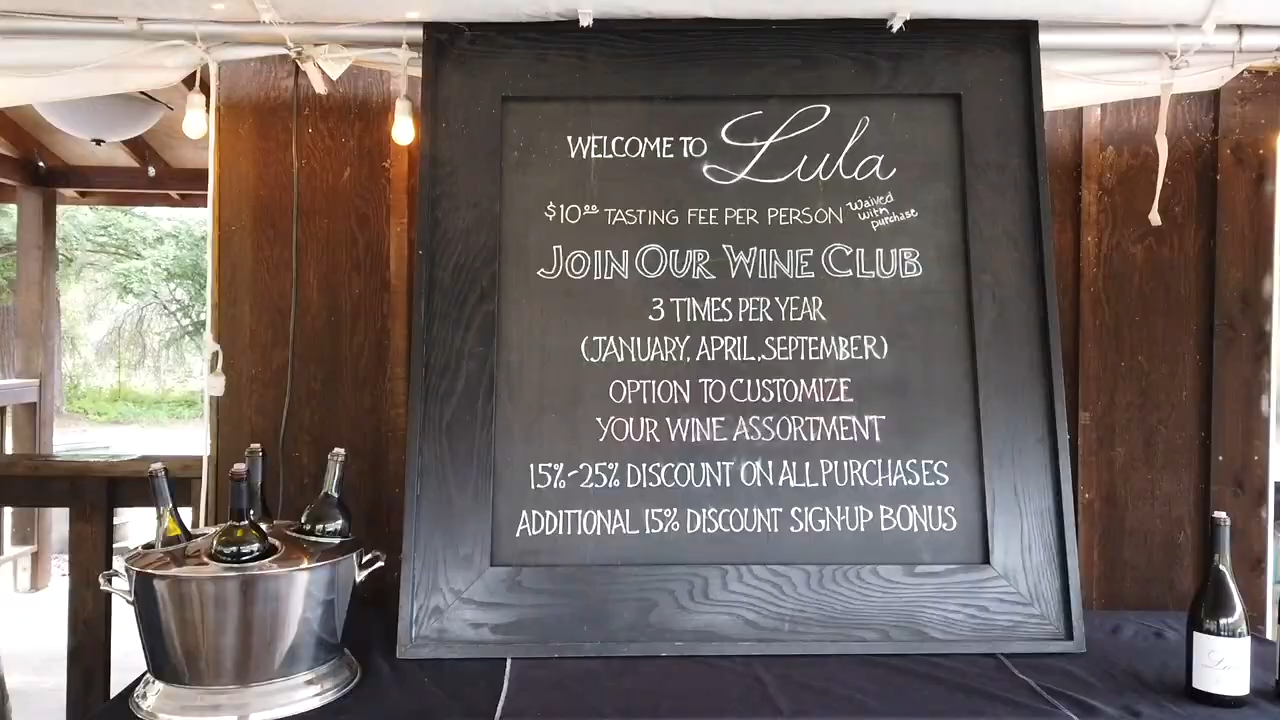 WELCOME TO Lula
$10.00 TASTING FEE PER PERSON Waived with purchase
JOIN OUR WINE CLUB
3 TIMES PER YEAR
(JANUARY, APRIL, SEPTEMBER)
OPTION TO CUSTOMIZE
YOUR WINE ASSORTMENT
15%-25% DISCOUNT ON ALL PURCHASES
ADDITIONAL 15% DISCOUNT SIGN-UP BONUS